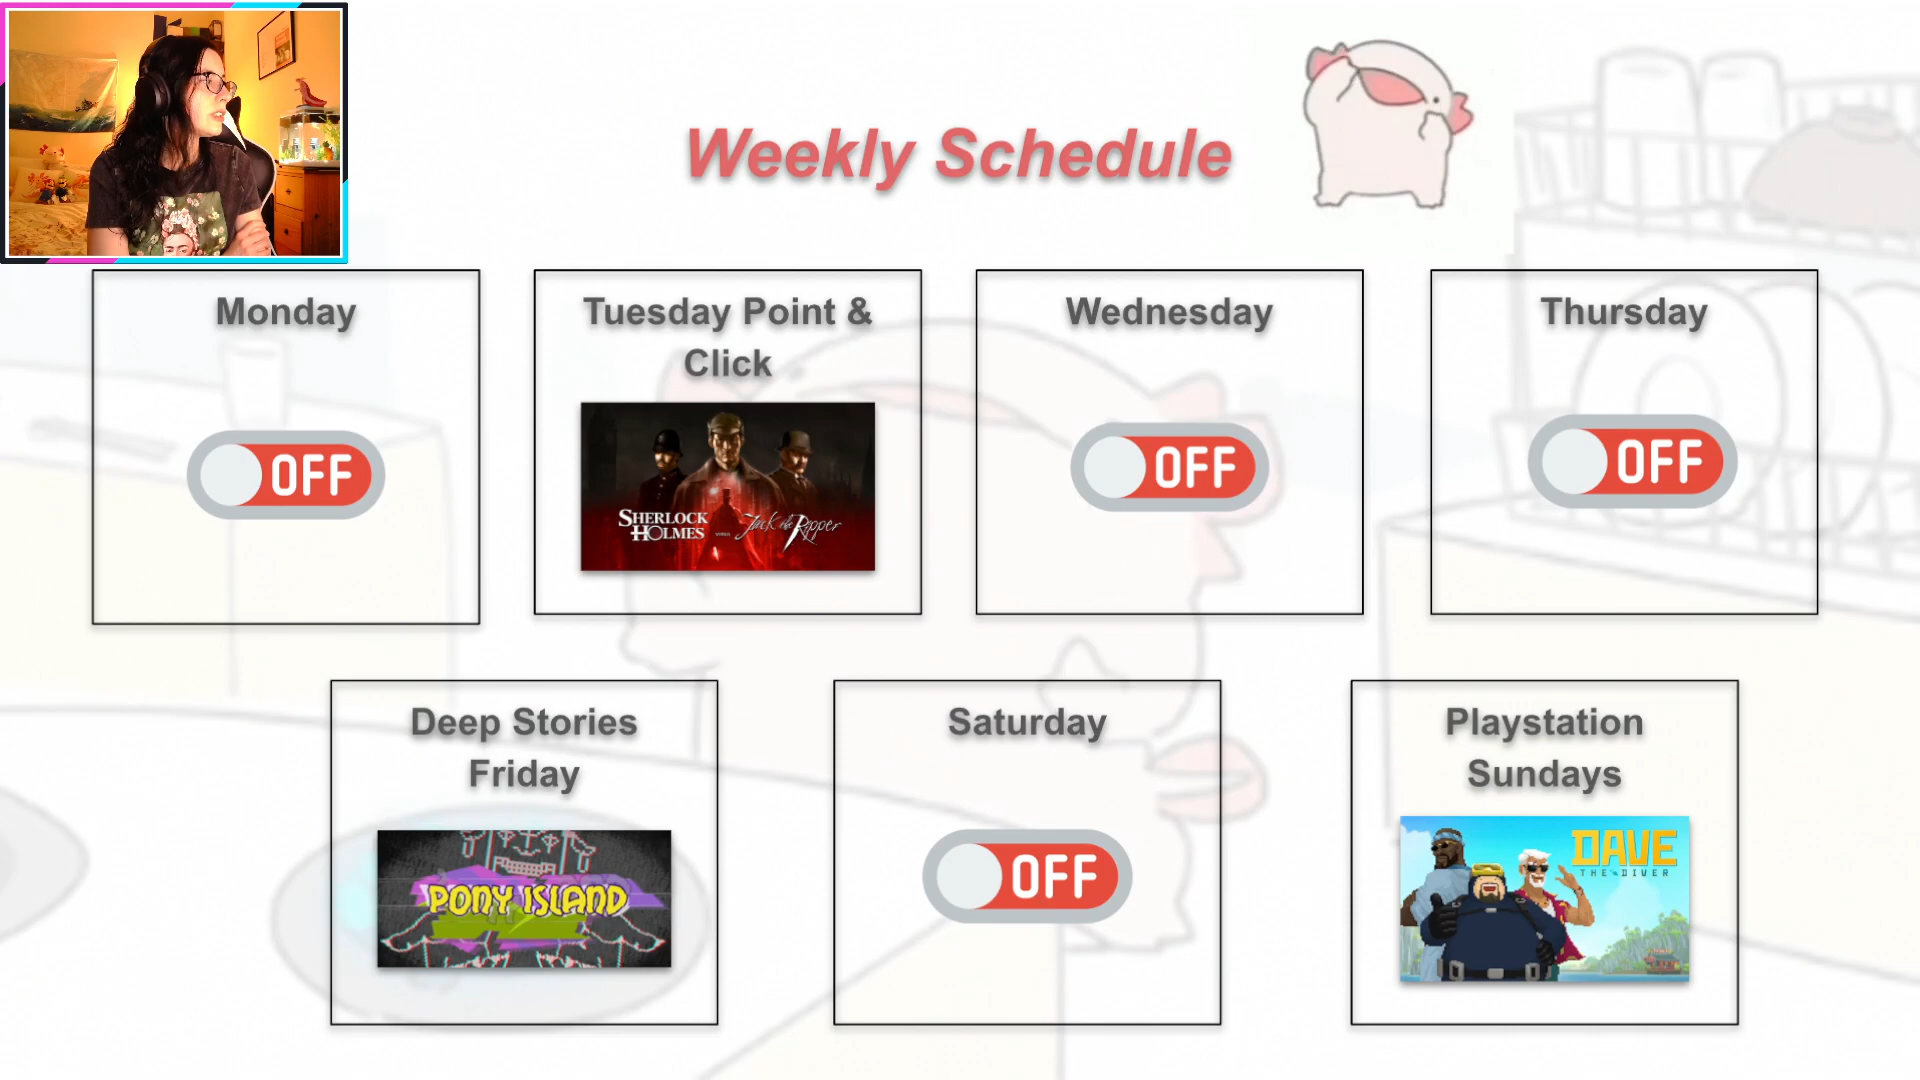 Weekly Schedule
Monday
OFF
Tuesday Point &
Click
SHERLOCK
HOLMES
VERSUS
Jack the Ripper
Wednesday
OFF
Thursday
OFF
Deep Stories
Friday
PONY ISLAND
Saturday
OFF
Playstation
Sundays
DAVE
THE DIVER